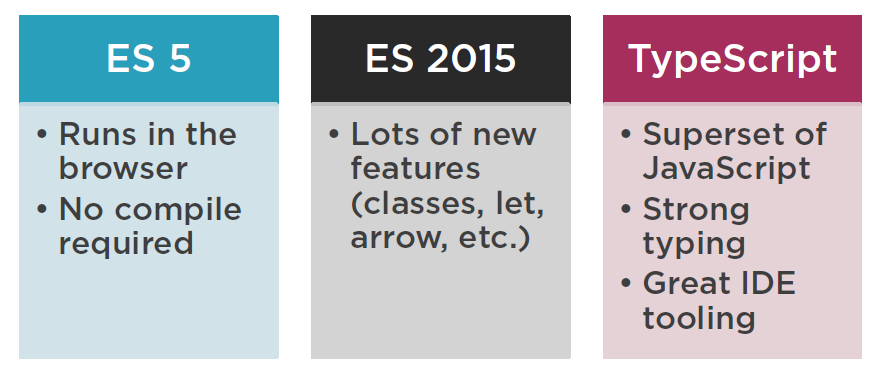 ES 5
• Runs in the
browser
• No compile
required
ES 2015
• Lots of new
features
(classes, let,
arrow, etc.)
TypeScript
• Superset of
JavaScript
• Strong
typing
• Great IDE
tooling